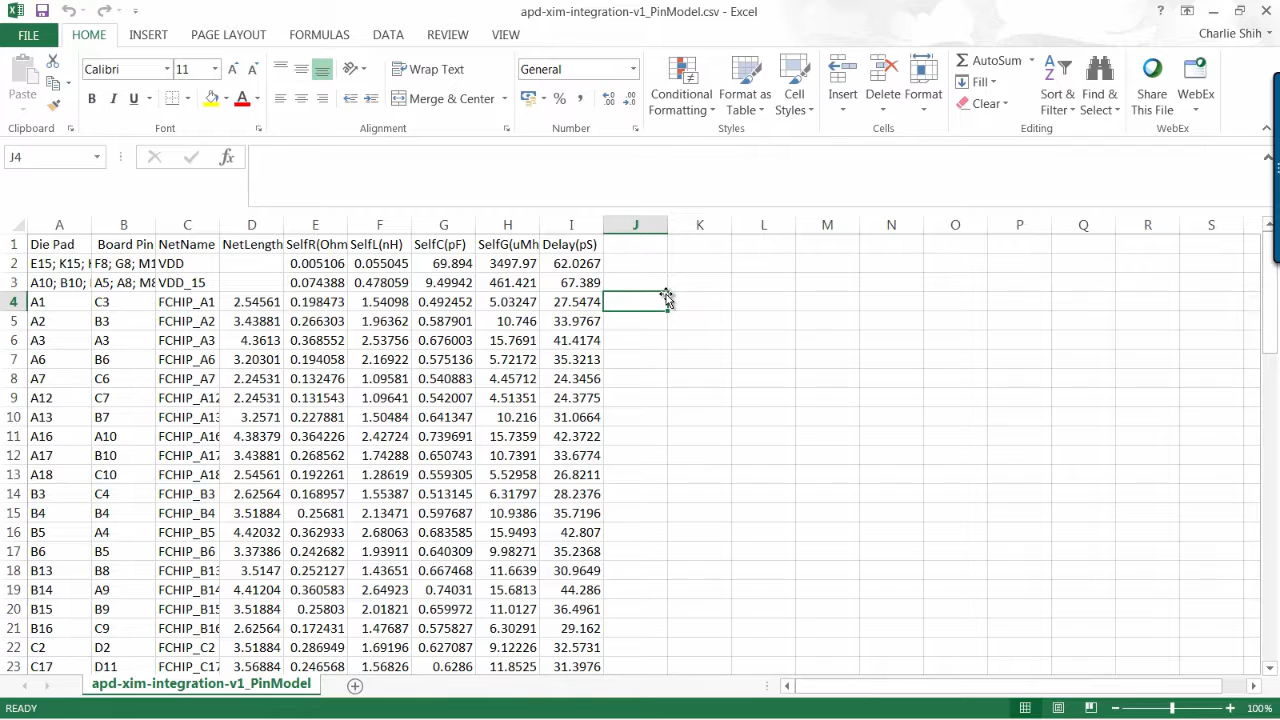 apd-xim-integration-v1_PinModel.csv - Excel
FILE HOME INSERT PAGE LAYOUT FORMULAS DATA REVIEW VIEW Charlie Shih
Paste
Calibri 11 Wrap Text General
B I U Merge & Center
Conditional Formatting
Format as Table
Cell Styles
Insert Delete Format
AutoSum
Fill
Clear
Sort & Filter
Find & Select
Share This File
WebEx
Clipboard Font Alignment Number Styles Cells Editing WebEx
J4 fx
A B C D E F G H I J K L M N O P Q R S
1 Die Pad Board Pin NetName NetLength SelfR(Ohm SelfL(nH) SelfC(pF) SelfG(uMh Delay(pS)
2 E15; K15; F8; G8; M1 VDD 0.005106 0.055045 69.894 3497.97 62.0267
3 A10; B10; A5; A8; M8 VDD_15 0.074388 0.478059 9.49942 461.421 67.389
4 A1 C3 FCHIP_A1 2.54561 0.198473 1.54098 0.492452 5.03247 27.5474
5 A2 B3 FCHIP_A2 3.43881 0.266303 1.96362 0.587901 10.746 33.9767
6 A3 A3 FCHIP_A3 4.3613 0.368552 2.53756 0.676003 15.7691 41.4174
7 A6 B6 FCHIP_A6 3.20301 0.194058 2.16922 0.575136 5.72172 35.3213
8 A7 C6 FCHIP_A7 2.24531 0.132476 1.09581 0.540883 4.45712 24.3456
9 A12 C7 FCHIP_A12 2.24531 0.131543 1.09641 0.542007 4.51251 24.3775
10 A13 B7 FCHIP_A13 3.2571 0.227881 1.50484 0.641347 10.216 31.0664
11 A16 A10 FCHIP_A16 4.38379 0.364226 2.42724 0.739691 15.7359 42.3722
12 A17 B10 FCHIP_A17 3.43881 0.268562 1.74288 0.650743 10.7391 33.6774
13 A18 C10 FCHIP_A18 2.54561 0.192261 1.28619 0.559305 5.52958 26.8211
14 B3 C4 FCHIP_B3 2.62564 0.168957 1.55387 0.513145 6.31797 28.2376
15 B4 B4 FCHIP_B4 3.51884 0.25681 2.13471 0.597687 10.9386 35.7196
16 B5 A4 FCHIP_B5 4.42032 0.362933 2.68063 0.683585 15.9493 42.807
17 B6 B5 FCHIP_B6 3.37386 0.242682 1.93911 0.640309 9.98271 35.2368
18 B13 B8 FCHIP_B13 3.5147 0.252127 1.43651 0.667468 11.6639 30.9649
19 B14 A9 FCHIP_B14 4.41204 0.360583 2.64923 0.74031 15.6813 44.286
20 B15 B9 FCHIP_B15 3.51884 0.25803 2.01821 0.659972 11.0127 36.4961
21 B16 C9 FCHIP_B16 2.62564 0.172431 1.47687 0.575827 6.30291 29.162
22 C2 D2 FCHIP_C2 3.51884 0.286949 1.69196 0.627087 9.12226 32.5731
23 C17 D11 FCHIP_C17 3.56884 0.246568 1.56826 0.6286 11.8525 31.3976
apd-xim-integration-v1_PinModel
READY 100%